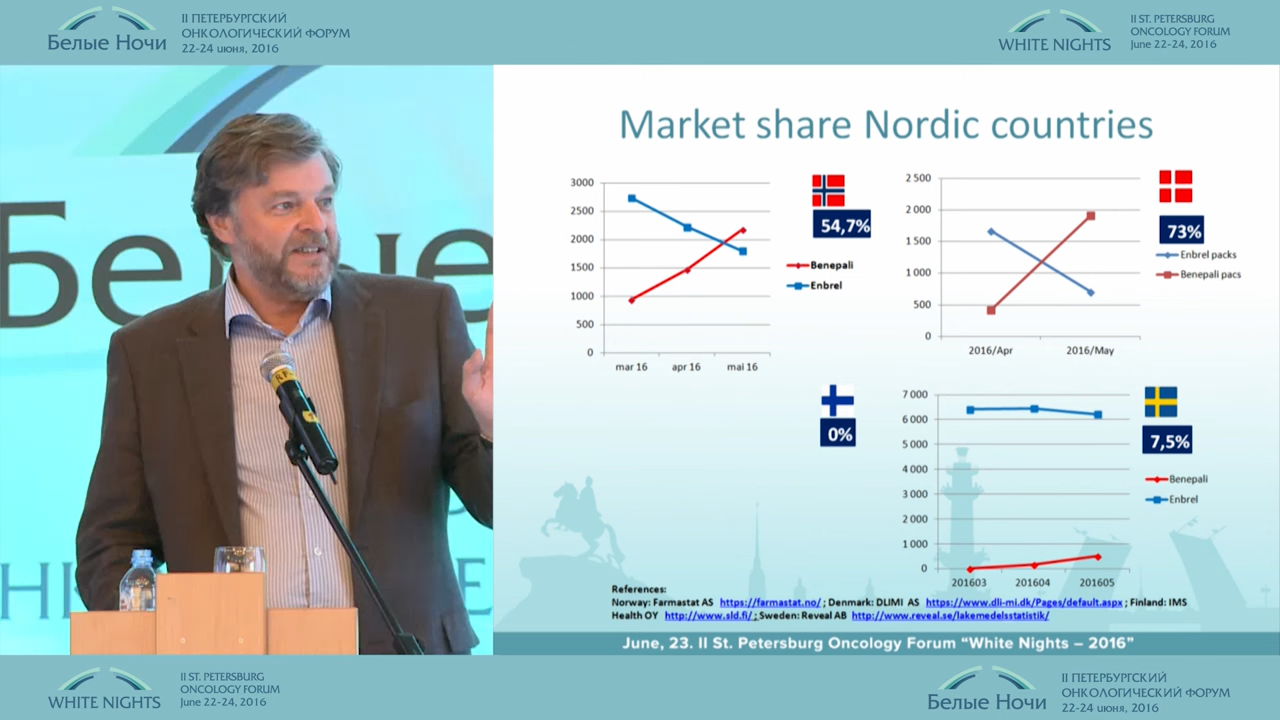 II ПЕТЕРБУРГСКИЙ
ОНКОЛОГИЧЕСКИЙ ФОРУМ
Белые Ночи
22-24 июня, 2016
II ST. PETERSBURG
ONCOLOGY FORUM
WHITE NIGHTS
June 22-24, 2016
Белые
Market share Nordic countries
3000
2500
2000
1500
1000
500
0
mar 16
apr 16
mai 16
54,7%
Benepali
Enbrel
2 500
2 000
1 500
1 000
500
0
2016/Apr
2016/May
73%
Enbrel packs
Benepali pacs
0%
7 000
6 000
5 000
4 000
3 000
2 000
1 000
0
201603
201604
201605
7,5%
Benepali
Enbrel
References:
Norway: Farmastat AS https://farmastat.no/ ; Denmark: DLIMI AS https://www.dli-mi.dk/Pages/default.aspx ; Finland: IMS
Health OY http://www.sld.fi/ ; Sweden: Reveal AB http://www.reveal.se/lakemedelsstatistik/
June, 23. II St. Petersburg Oncology Forum “White Nights – 2016”
II ST. PETERSBURG
ONCOLOGY FORUM
WHITE NIGHTS
June 22-24, 2016
II ПЕТЕРБУРГСКИЙ
ОНКОЛОГИЧЕСКИЙ ФОРУМ
Белые Ночи
22-24 июня, 2016